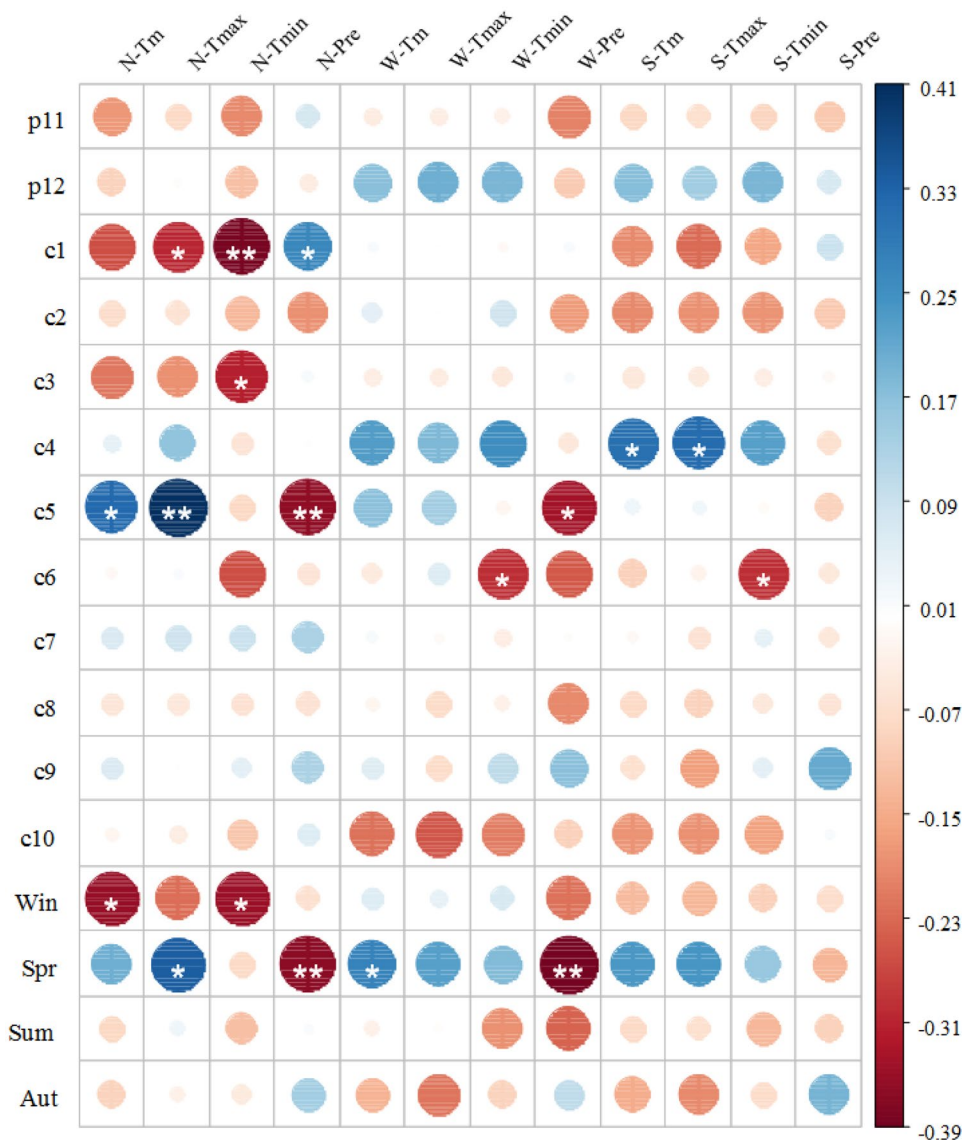 N-Tm N-Tmax N-Tmin N-Pre W-Tm W-Tmax W-Tmin W-Pre S-Tm S-Tmax S-Tmin S-Pre
0.41
p11
p12
0.33
c1 * ** *
0.25
c2
c3 *
0.17
c4 * *
c5 * ** ** *
0.09
c6 * *
0.01
c7
c8
-0.07
c9
-0.15
c10
Win * *
-0.23
Spr * ** * **
Sum
-0.31
Aut
-0.39